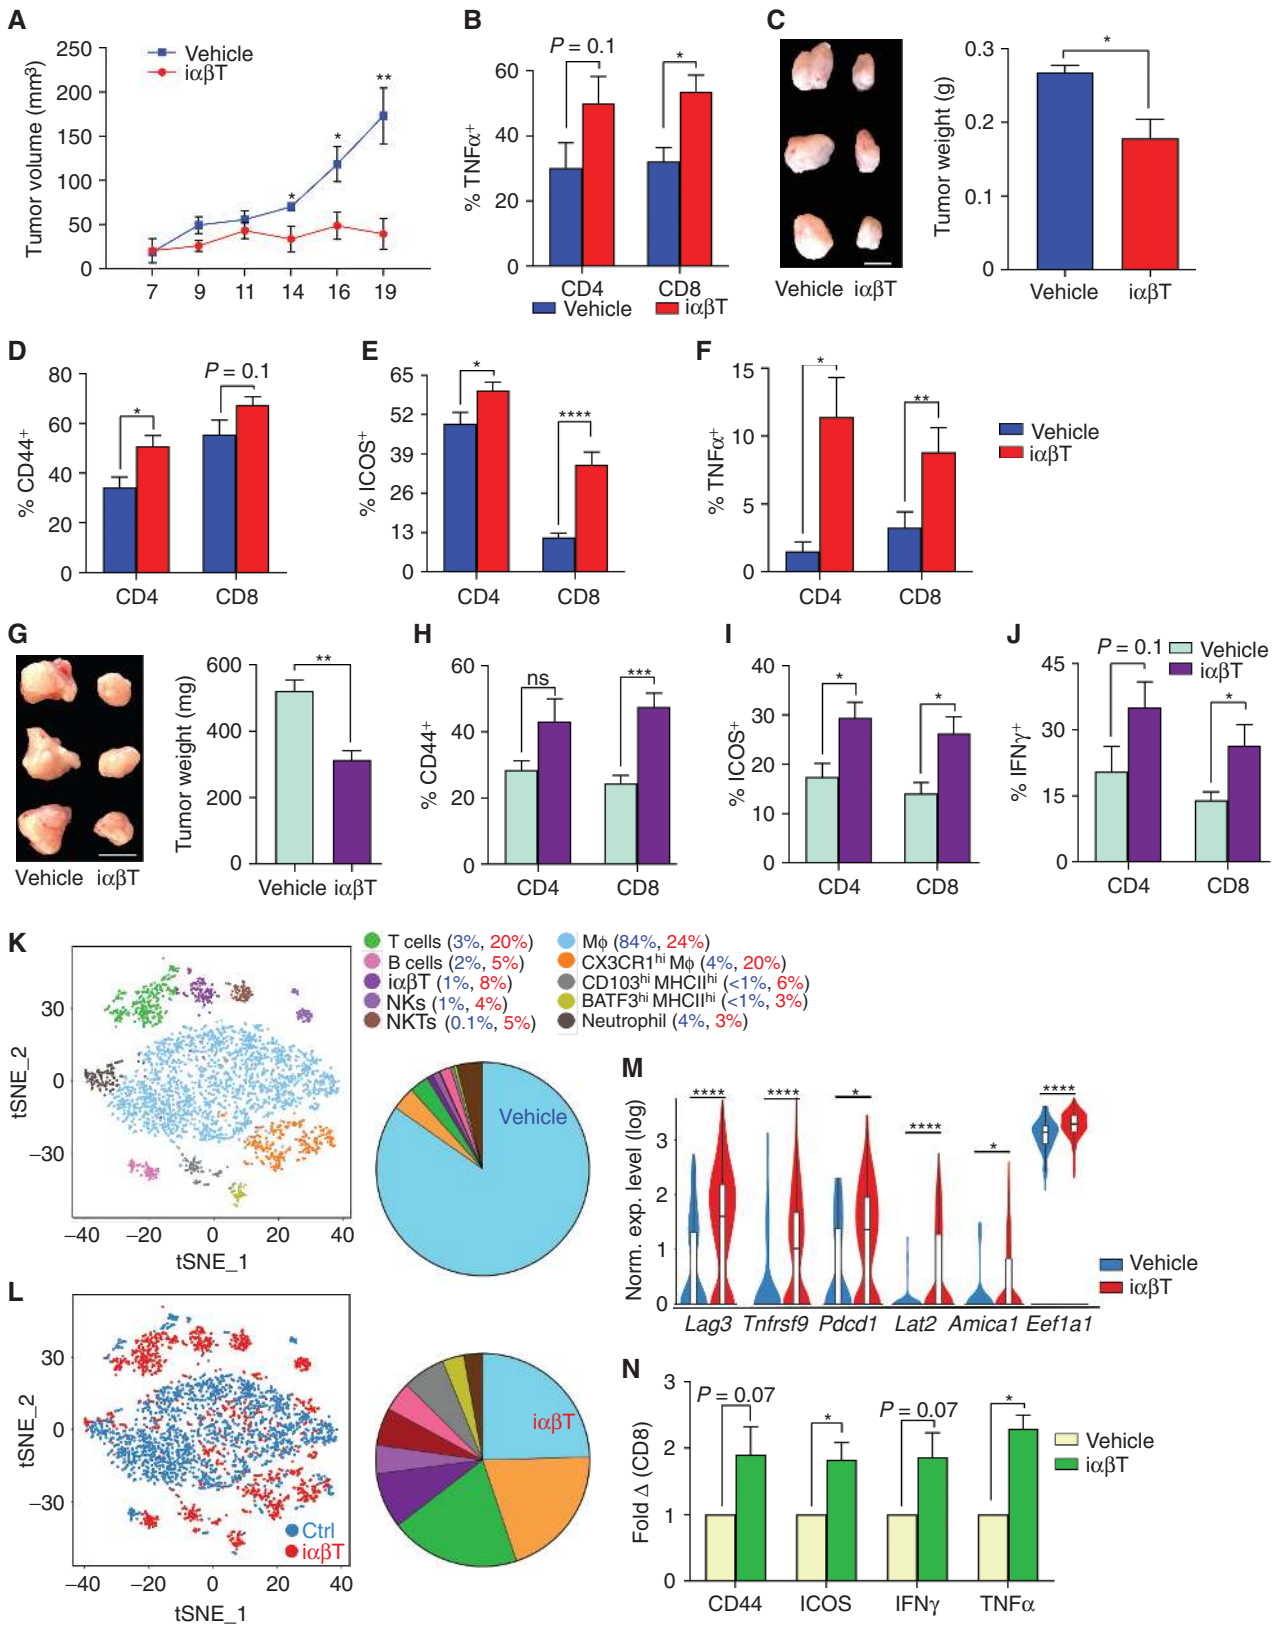 A
Tumor volume (mm³)
250
200
150
100
50
0
7 9 11 14 16 19
Vehicle
iαβT
*
*
**
B
% TNFα⁺
60
40
20
0
P = 0.1
*
CD4 CD8
Vehicle iαβT
C
Vehicle iαβT
Tumor weight (g)
0.3
0.2
0.1
0
*
Vehicle iαβT
D
% CD44⁺
80
60
40
20
0
*
P = 0.1
CD4 CD8
E
% ICOS⁺
65
52
39
26
13
0
*
****
CD4 CD8
F
% TNFα⁺
15
10
5
0
*
**
CD4 CD8
Vehicle
iαβT
G
Vehicle iαβT
Tumor weight (mg)
600
400
200
0
**
Vehicle iαβT
H
% CD44⁺
60
40
20
0
ns
***
CD4 CD8
I
% ICOS⁺
40
30
20
10
0
*
*
CD4 CD8
J
% IFNγ⁺
45
30
15
0
P = 0.1
*
CD4 CD8
Vehicle
iαβT
K
tSNE_2
30
0
−30
−40 −20 0 20 40
tSNE_1
T cells (3%, 20%)
B cells (2%, 5%)
iαβT (1%, 8%)
NKs (1%, 4%)
NKTs (0.1%, 5%)
Mϕ (84%, 24%)
CX3CR1ʰⁱ Mϕ (4%, 20%)
CD103ʰⁱ MHCIIʰⁱ (<1%, 6%)
BATF3ʰⁱ MHCIIʰⁱ (<1%, 3%)
Neutrophil (4%, 3%)
Vehicle
L
tSNE_2
30
0
−30
−40 −20 0 20 40
tSNE_1
Ctrl
iαβT
iαβT
M
Norm. exp. level (log)
3
2
1
0
****
****
*
****
*
****
Lag3 Tnfrsf9 Pdcd1 Lat2 Amica1 Eef1a1
Vehicle
iαβT
N
Fold Δ (CD8)
3
2
1
0
P = 0.07
*
P = 0.07
*
CD44 ICOS IFNγ TNFα
Vehicle
iαβT